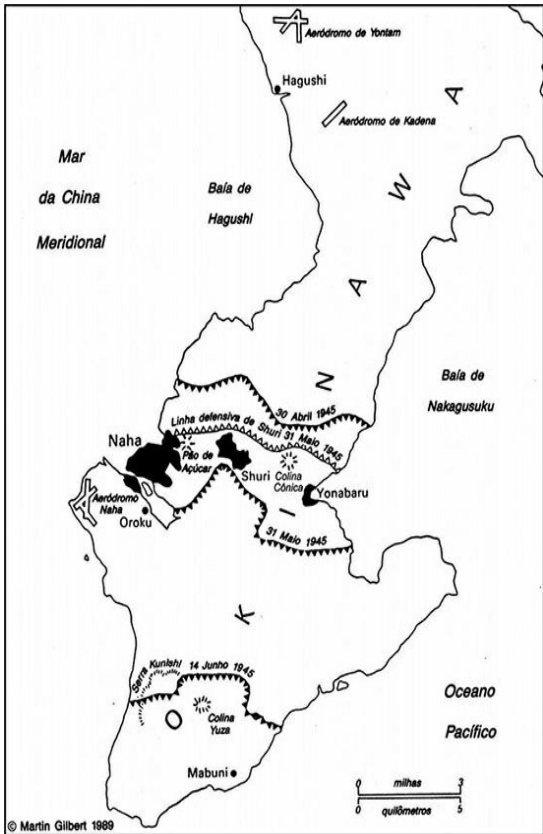 Aeródromo de Yontam
Hagushi
Aeródromo de Kadena
Mar
da China
Meridional
Baía de
Hagushi
Baía de
Nakagusuku
O K I N A W A
30 Abril 1945
Linha defensiva de Shuri 31 Maio 1945
Naha
Pão de
Açúcar
Shuri
Colina
Cônica
Yonabaru
Aeródromo
Naha
Oroku
31 Maio 1945
Serra Kunishi
14 Junho 1945
Colina
Yuza
Mabuni
Oceano
Pacífico
0 milhas 3
0 quilômetros 5
© Martin Gilbert 1989